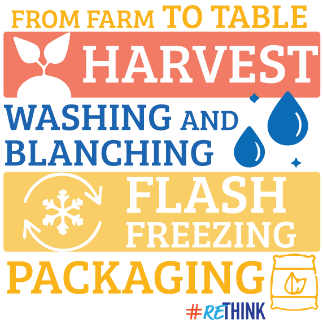 FROM FARM TO TABLE
HARVEST
WASHING AND
BLANCHING
FLASH
FREEZING
PACKAGING
#RETHINK